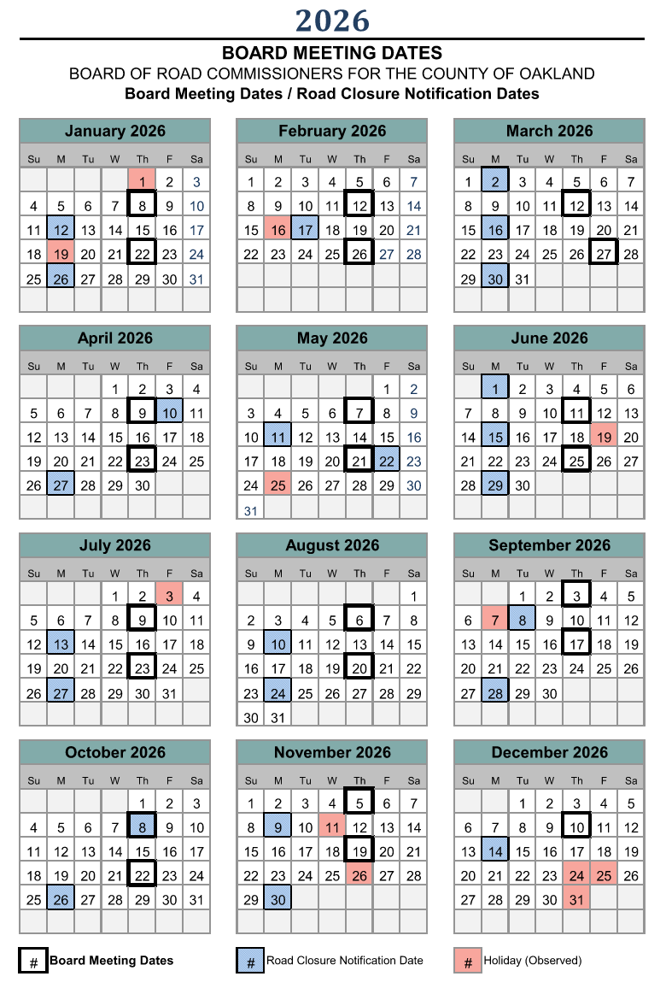 2026
BOARD MEETING DATES
BOARD OF ROAD COMMISSIONERS FOR THE COUNTY OF OAKLAND
Board Meeting Dates / Road Closure Notification Dates
January 2026
Su M Tu W Th F Sa
1 2 3
4 5 6 7 8 9 10
11 12 13 14 15 16 17
18 19 20 21 22 23 24
25 26 27 28 29 30 31
February 2026
Su M Tu W Th F Sa
1 2 3 4 5 6 7
8 9 10 11 12 13 14
15 16 17 18 19 20 21
22 23 24 25 26 27 28
March 2026
Su M Tu W Th F Sa
1 2 3 4 5 6 7
8 9 10 11 12 13 14
15 16 17 18 19 20 21
22 23 24 25 26 27 28
29 30 31
April 2026
Su M Tu W Th F Sa
1 2 3 4
5 6 7 8 9 10 11
12 13 14 15 16 17 18
19 20 21 22 23 24 25
26 27 28 29 30
May 2026
Su M Tu W Th F Sa
1 2
3 4 5 6 7 8 9
10 11 12 13 14 15 16
17 18 19 20 21 22 23
24 25 26 27 28 29 30
31
June 2026
Su M Tu W Th F Sa
1 2 3 4 5 6
7 8 9 10 11 12 13
14 15 16 17 18 19 20
21 22 23 24 25 26 27
28 29 30
July 2026
Su M Tu W Th F Sa
1 2 3 4
5 6 7 8 9 10 11
12 13 14 15 16 17 18
19 20 21 22 23 24 25
26 27 28 29 30 31
August 2026
Su M Tu W Th F Sa
1
2 3 4 5 6 7 8
9 10 11 12 13 14 15
16 17 18 19 20 21 22
23 24 25 26 27 28 29
30 31
September 2026
Su M Tu W Th F Sa
1 2 3 4 5
6 7 8 9 10 11 12
13 14 15 16 17 18 19
20 21 22 23 24 25 26
27 28 29 30
October 2026
Su M Tu W Th F Sa
1 2 3
4 5 6 7 8 9 10
11 12 13 14 15 16 17
18 19 20 21 22 23 24
25 26 27 28 29 30 31
November 2026
Su M Tu W Th F Sa
1 2 3 4 5 6 7
8 9 10 11 12 13 14
15 16 17 18 19 20 21
22 23 24 25 26 27 28
29 30
December 2026
Su M Tu W Th F Sa
1 2 3 4 5
6 7 8 9 10 11 12
13 14 15 16 17 18 19
20 21 22 23 24 25 26
27 28 29 30 31
# Board Meeting Dates
# Road Closure Notification Date
# Holiday (Observed)